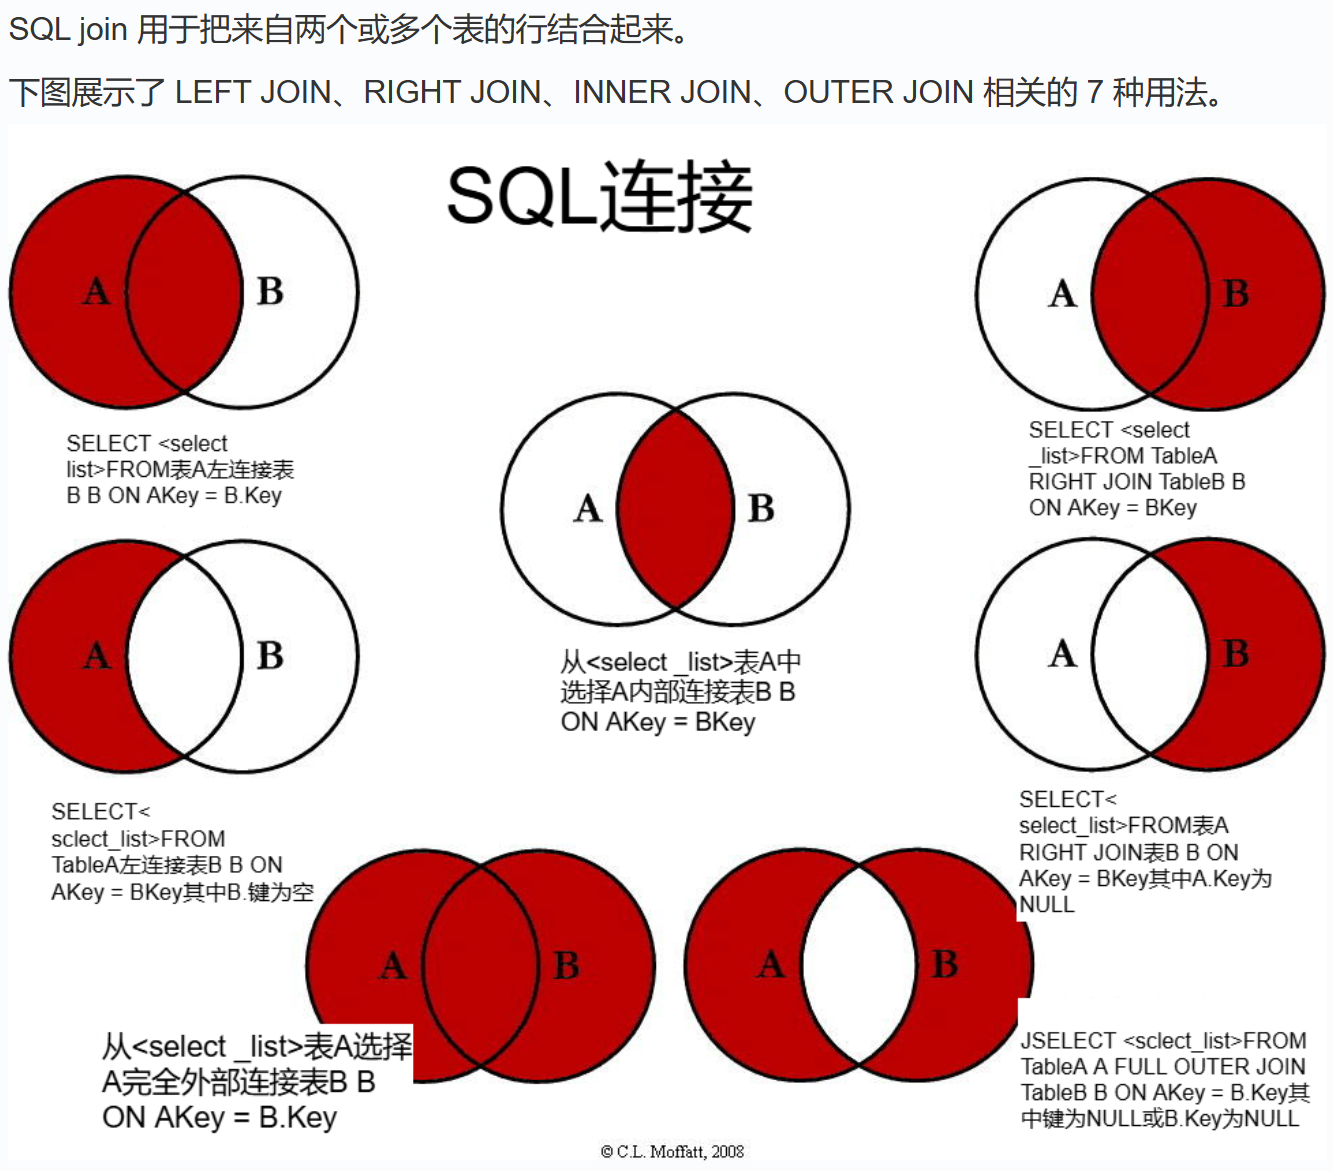 SQL join 用于把来自两个或多个表的行结合起来。
下图展示了 LEFT JOIN、RIGHT JOIN、INNER JOIN、OUTER JOIN 相关的 7 种用法。
SQL连接
A B
SELECT <select
list>FROM表A左连接表
B B ON AKey = B.Key
A B
SELECT <select
_list>FROM TableA
RIGHT JOIN TableB B
ON AKey = BKey
A B
从<select _list>表A中
选择A内部连接表B B
ON AKey = BKey
A B
SELECT<
sclect_list>FROM
TableA左连接表B B ON
AKey = BKey其中B.键为空
A B
SELECT<
select_list>FROM表A
RIGHT JOIN表B B ON
AKey = BKey其中A.Key为
NULL
A B
从<select _list>表A选择
A完全外部连接表B B
ON AKey = B.Key
A B
JSELECT <sclect_list>FROM
TableA A FULL OUTER JOIN
TableB B ON AKey = B.Key其
中键为NULL或B.Key为NULL
© C.L. Moffatt, 2008